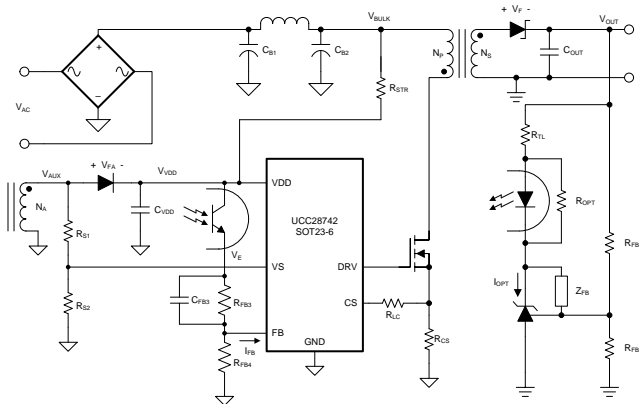 + VF -
VBULK
VOUT
CB1
CB2
NP
NS
COUT
RSTR
VAC
RTL
VAUX
+ VFA -
VVDD
VDD
NA
CVDD
UCC28742
SOT23-6
ROPT
RS1
VE
RFB
VS
DRV
IOPT
ZFB
RS2
CFB3
RFB3
CS
RLC
FB
IFB
GND
RCS
RFB4
RFB